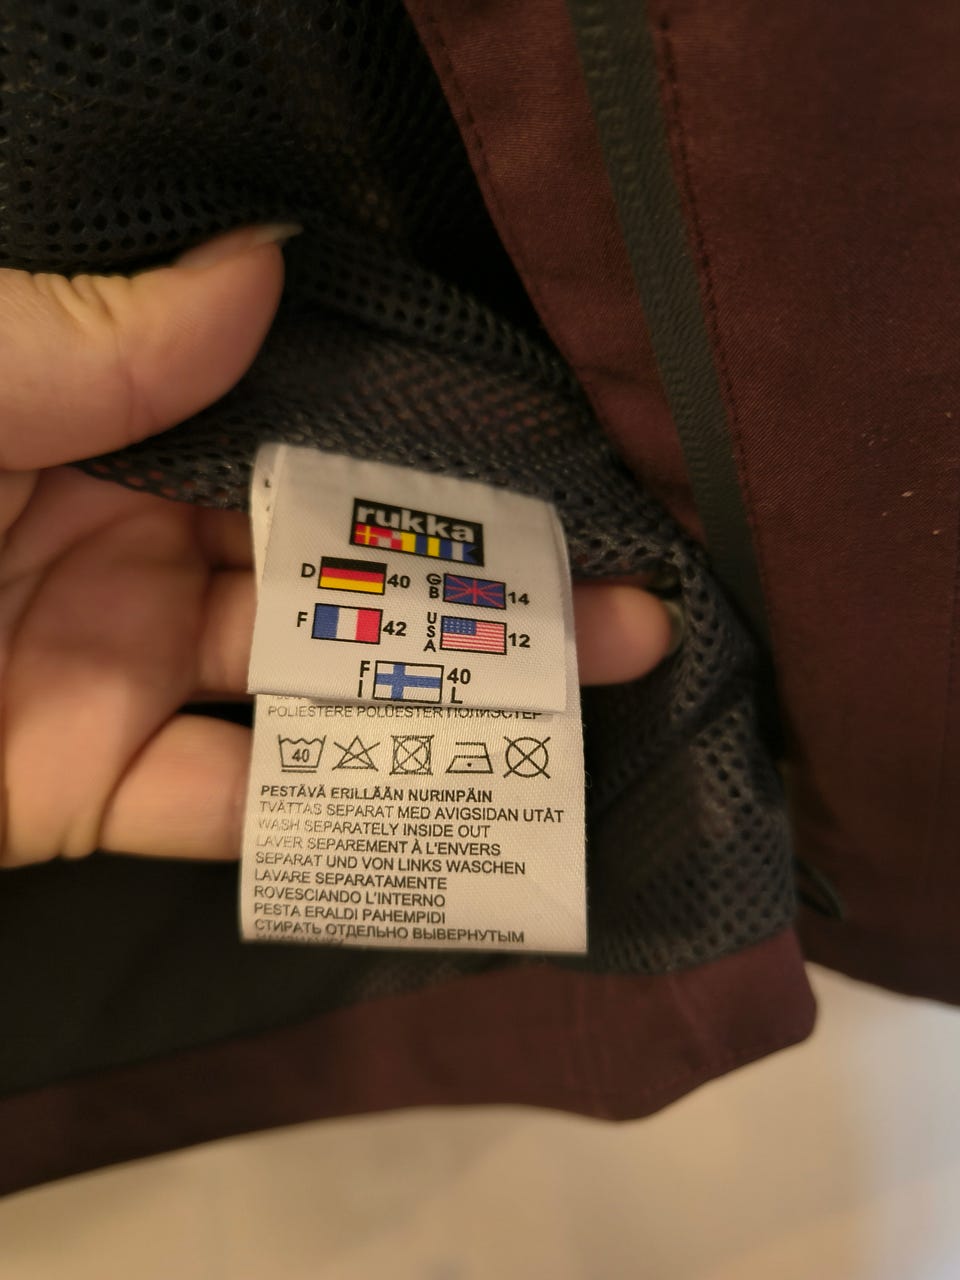 rukka
D 40 GB 14
F 42 USA 12
FI 40 L
POLIESTERE POLÜESTER ПОЛИЭСТЕР
40
PESTÄVÄ ERILLÄÄN NURINPÄIN
TVÄTTAS SEPARAT MED AVIGSIDAN UTÅT
WASH SEPARATELY INSIDE OUT
LAVER SEPAREMENT À L'ENVERS
SEPARAT UND VON LINKS WASCHEN
LAVARE SEPARATAMENTE
ROVESCIANDO L'INTERNO
PESTA ERALDI PAHEMPIDI
СТИРАТЬ ОТДЕЛЬНО ВЫВЕРНУТЫМ